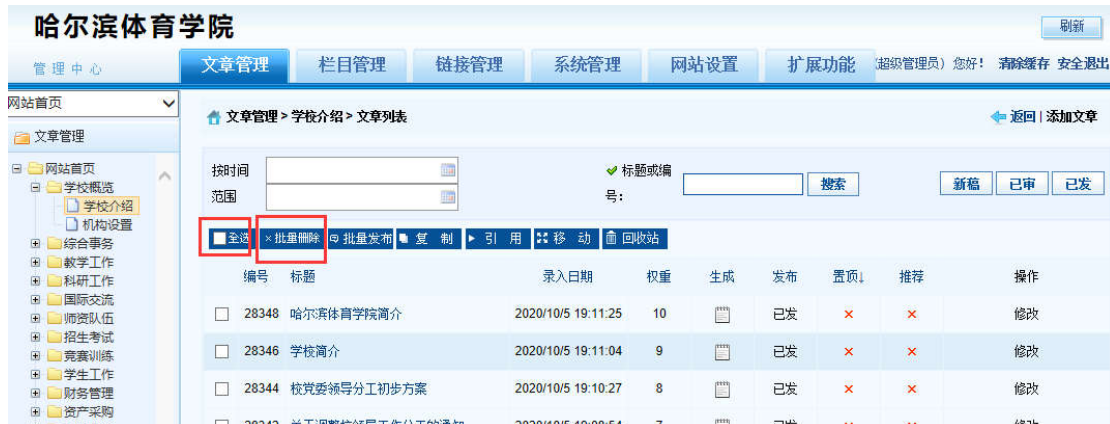 哈尔滨体育学院
刷新
管理中心
文章管理 栏目管理 链接管理 系统管理 网站设置 扩展功能 超级管理员）您好！ 清除缓存 安全退出
网站首页
文章管理 > 学校介绍 > 文章列表 返回 | 添加文章
文章管理
网站首页
学校概览
学校介绍
机构设置
综合事务
教学工作
科研工作
国际交流
师资队伍
招生考试
竞赛训练
学生工作
财务管理
资产采购
按时间
范围
标题或编
号：
搜索 新稿 已审 已发
全选 ×批量删除 批量发布 复 制 引 用 移 动 回收站
编号 标题 录入日期 权重 生成 发布 置顶↓ 推荐 操作
28348 哈尔滨体育学院简介 2020/10/5 19:11:25 10 已发 × × 修改
28346 学校简介 2020/10/5 19:11:04 9 已发 × × 修改
28344 校党委领导分工初步方案 2020/10/5 19:10:27 8 已发 × × 修改